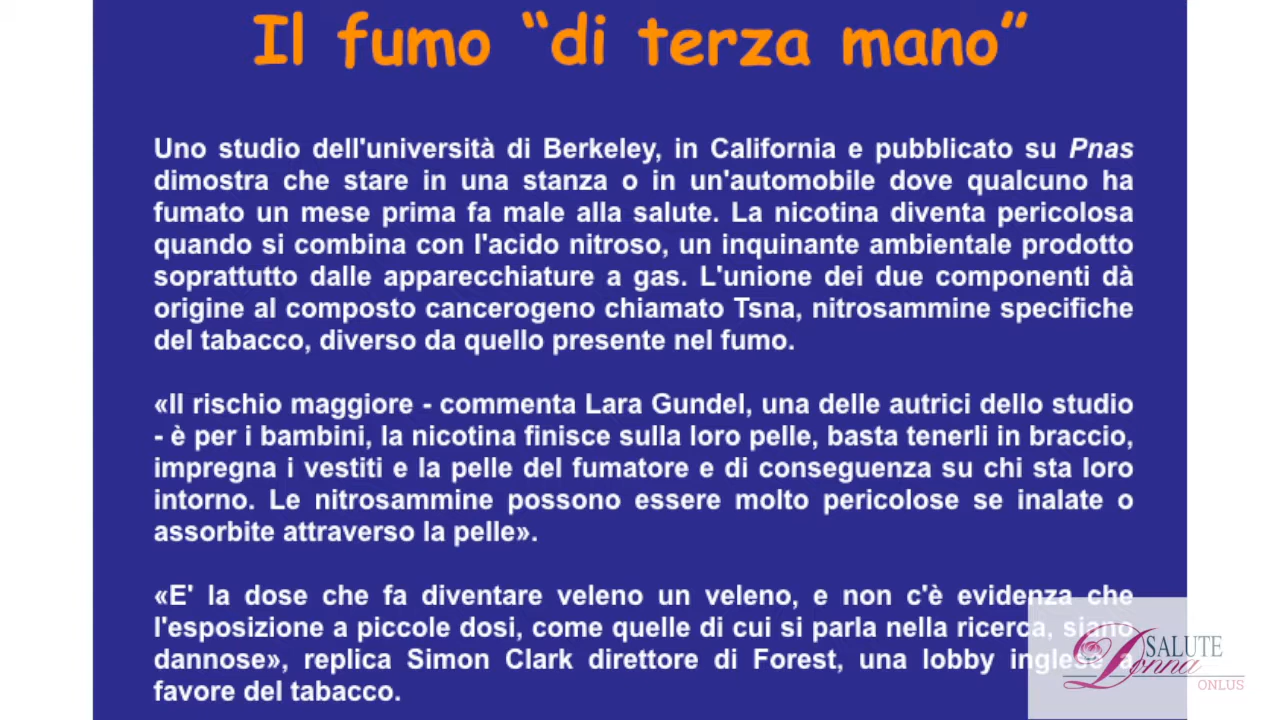 Il fumo “di terza mano”
Uno studio dell'università di Berkeley, in California e pubblicato su Pnas
dimostra che stare in una stanza o in un'automobile dove qualcuno ha
fumato un mese prima fa male alla salute. La nicotina diventa pericolosa
quando si combina con l'acido nitroso, un inquinante ambientale prodotto
soprattutto dalle apparecchiature a gas. L'unione dei due componenti dà
origine al composto cancerogeno chiamato Tsna, nitrosammine specifiche
del tabacco, diverso da quello presente nel fumo.
«Il rischio maggiore - commenta Lara Gundel, una delle autrici dello studio
- è per i bambini, la nicotina finisce sulla loro pelle, basta tenerli in braccio,
impregna i vestiti e la pelle del fumatore e di conseguenza su chi sta loro
intorno. Le nitrosammine possono essere molto pericolose se inalate o
assorbite attraverso la pelle».
«E' la dose che fa diventare veleno un veleno, e non c'è evidenza che
l'esposizione a piccole dosi, come quelle di cui si parla nella ricerca, siano
dannose», replica Simon Clark direttore di Forest, una lobby inglese a
favore del tabacco.
SALUTE
Donna
ONLUS